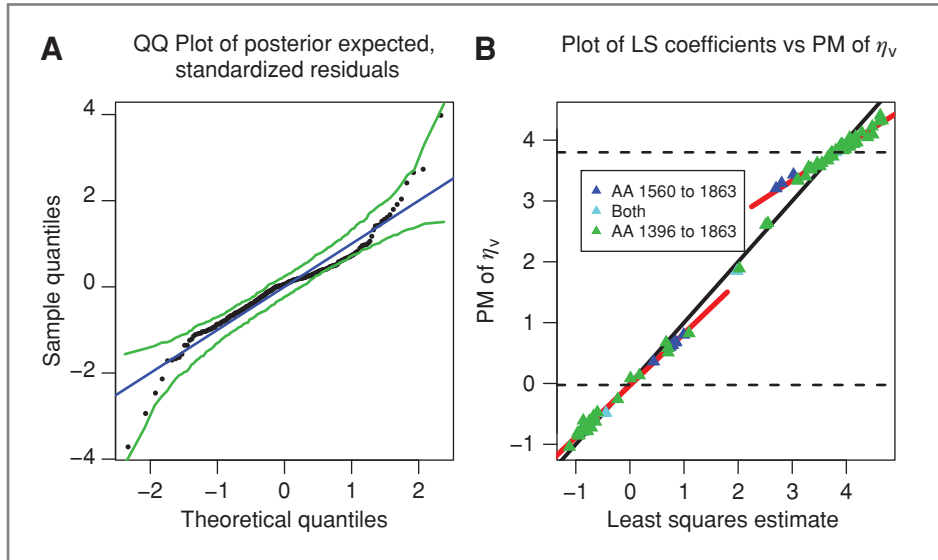 A
QQ Plot of posterior expected,
standardized residuals
4
2
0
−2
−4
Sample quantiles
−2 −1 0 1 2
Theoretical quantiles
B
Plot of LS coefficients vs PM of ηv
4
3
2
1
0
−1
PM of ηv
AA 1560 to 1863
Both
AA 1396 to 1863
−1 0 1 2 3 4
Least squares estimate